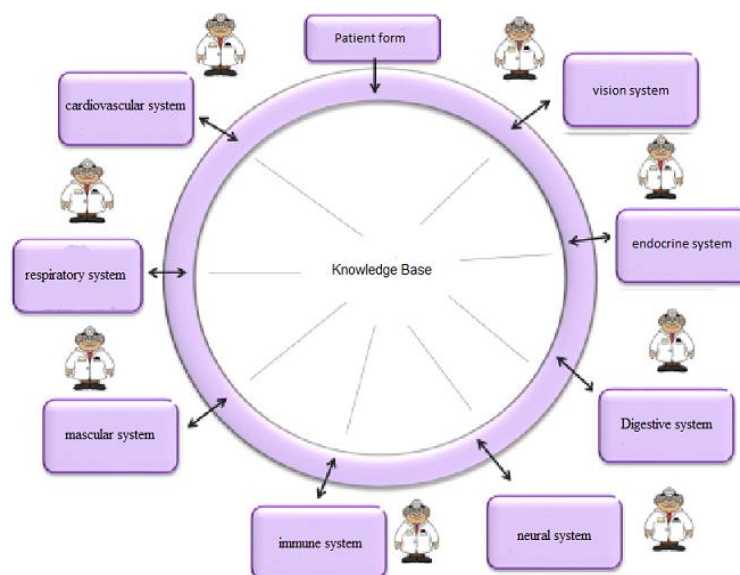 Patient form
cardiovascular system
vision system
respiratory system
Knowledge Base
endocrine system
mascular system
Digestive system
immune system
neural system